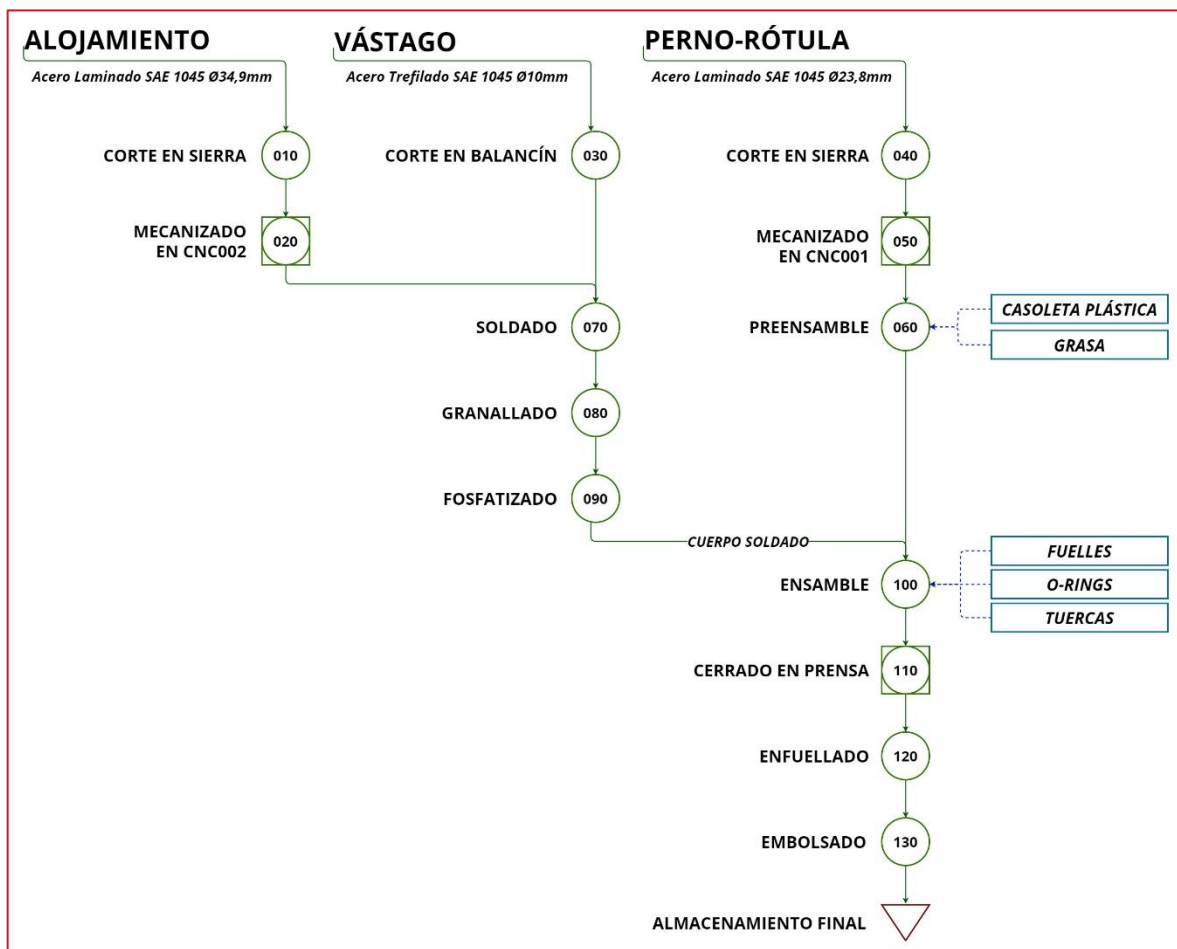 ALOJAMIENTO
Acero Laminado SAE 1045 Ø34,9mm
VÁSTAGO
Acero Trefilado SAE 1045 Ø10mm
PERNO-RÓTULA
Acero Laminado SAE 1045 Ø23,8mm
CORTE EN SIERRA
010
CORTE EN BALANCÍN
030
CORTE EN SIERRA
040
MECANIZADO
EN CNC002
020
MECANIZADO
EN CNC001
050
SOLDADO
070
PREENSAMBLE
060
CASOLETA PLÁSTICA
GRASA
GRANALLADO
080
FOSFATIZADO
090
CUERPO SOLDADO
ENSAMBLE
100
FUELLES
O-RINGS
TUERCAS
CERRADO EN PRENSA
110
ENFUELLADO
120
EMBOLSADO
130
ALMACENAMIENTO FINAL